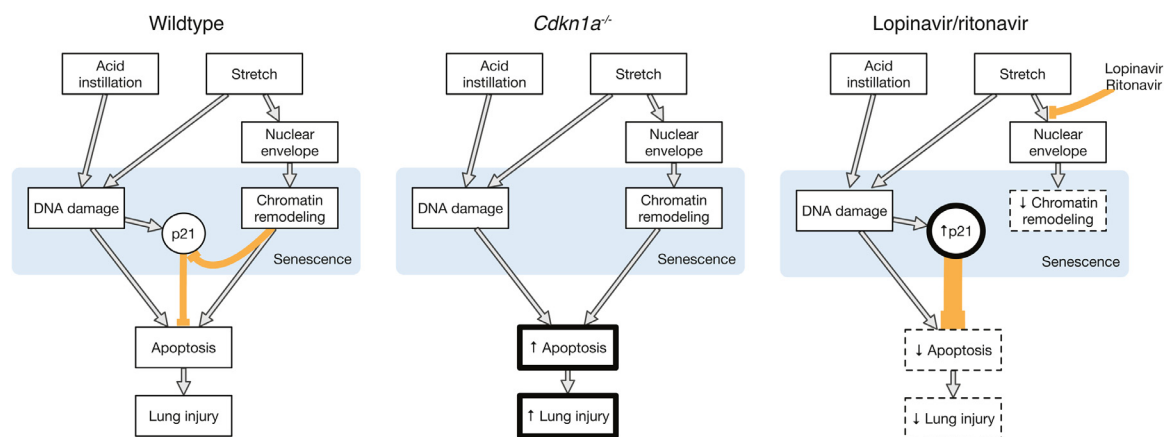 Wildtype
Acid
instillation
Stretch
Nuclear
envelope
DNA damage
Chromatin
remodeling
p21
Senescence
Apoptosis
Lung injury
Cdkn1a-/-
Acid
instillation
Stretch
Nuclear
envelope
DNA damage
Chromatin
remodeling
Senescence
↑ Apoptosis
↑ Lung injury
Lopinavir/ritonavir
Acid
instillation
Stretch
Lopinavir
Ritonavir
Nuclear
envelope
DNA damage
↓ Chromatin
remodeling
↑p21
Senescence
↓ Apoptosis
↓ Lung injury